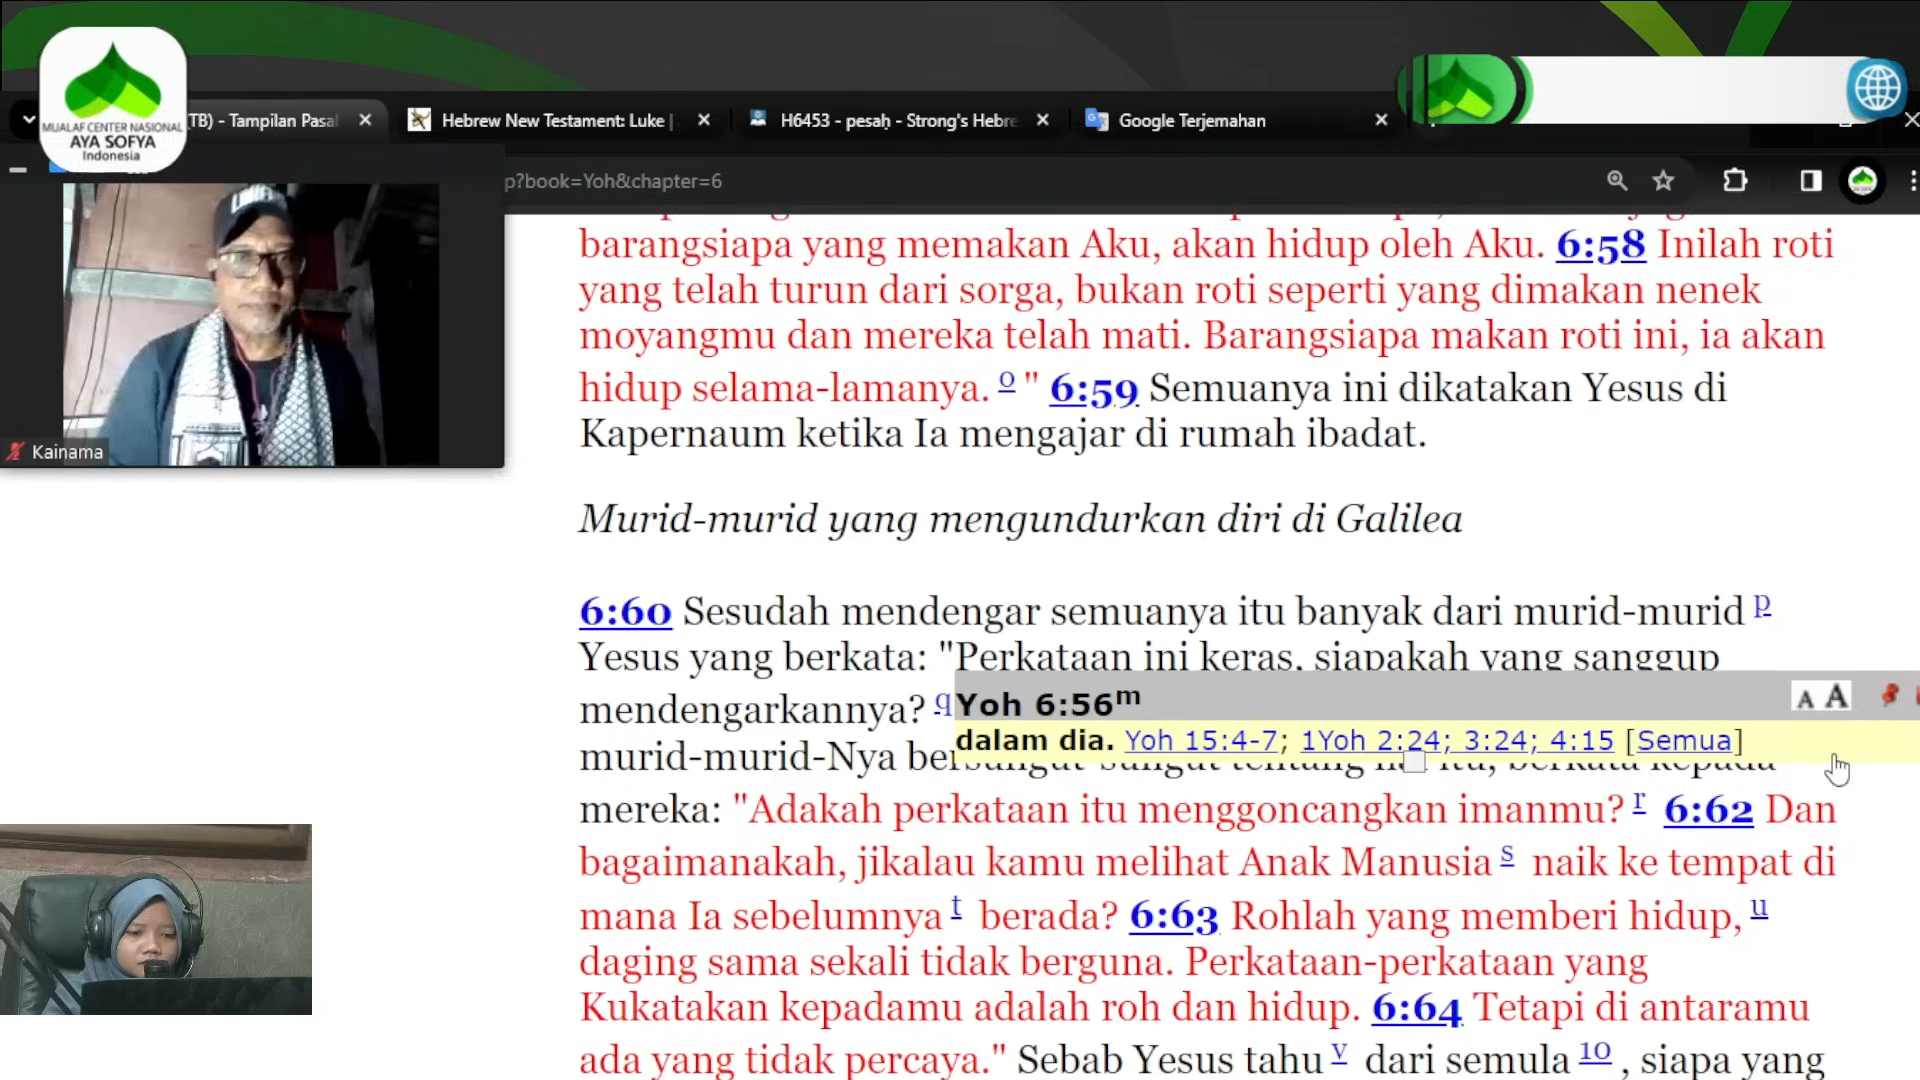 MUALAF CENTER NASIONAL
AYA SOFYA
Indonesia
TB) - Tampilan Pasal
Hebrew New Testament: Luke |
H6453 - pesaḥ - Strong's Hebre
Google Terjemahan
p?book=Yoh&chapter=6
Kainama
barangsiapa yang memakan Aku, akan hidup oleh Aku. 6:58 Inilah roti
yang telah turun dari sorga, bukan roti seperti yang dimakan nenek
moyangmu dan mereka telah mati. Barangsiapa makan roti ini, ia akan
hidup selama-lamanya. o " 6:59 Semuanya ini dikatakan Yesus di
Kapernaum ketika Ia mengajar di rumah ibadat.
Murid-murid yang mengundurkan diri di Galilea
6:60 Sesudah mendengar semuanya itu banyak dari murid-murid p
Yesus yang berkata: "Perkataan ini keras, siapakah yang sanggup
mendengarkannya? q
Yoh 6:56m
A A
dalam dia. Yoh 15:4-7; 1Yoh 2:24; 3:24; 4:15 [Semua]
murid-murid-Nya bersungut-sungut tentang hal itu, berkata kepada
mereka: "Adakah perkataan itu menggoncangkan imanmu? r 6:62 Dan
bagaimanakah, jikalau kamu melihat Anak Manusia s naik ke tempat di
mana Ia sebelumnya t berada? 6:63 Rohlah yang memberi hidup, u
daging sama sekali tidak berguna. Perkataan-perkataan yang
Kukatakan kepadamu adalah roh dan hidup. 6:64 Tetapi di antaramu
ada yang tidak percaya." Sebab Yesus tahu v dari semula 10 , siapa yang